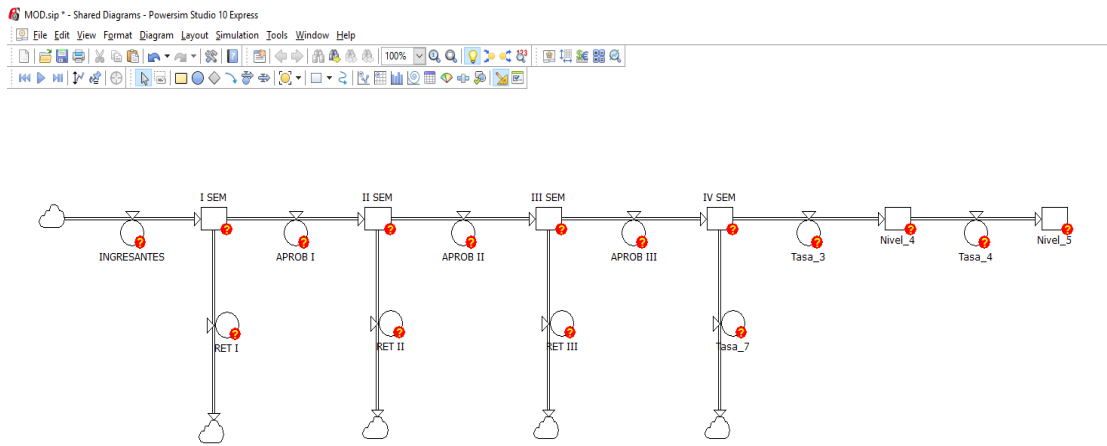 MOD.sip * - Shared Diagrams - Powersim Studio 10 Express
File Edit View Format Diagram Layout Simulation Tools Window Help
100% 123
I SEM II SEM III SEM IV SEM
? ? ? ? ? ? ? ? ? ?
INGRESANTES APROB I APROB II APROB III Tasa_3 Nivel_4 Tasa_4 Nivel_5
? ? ? ?
RET I RET II RET III Tasa_7